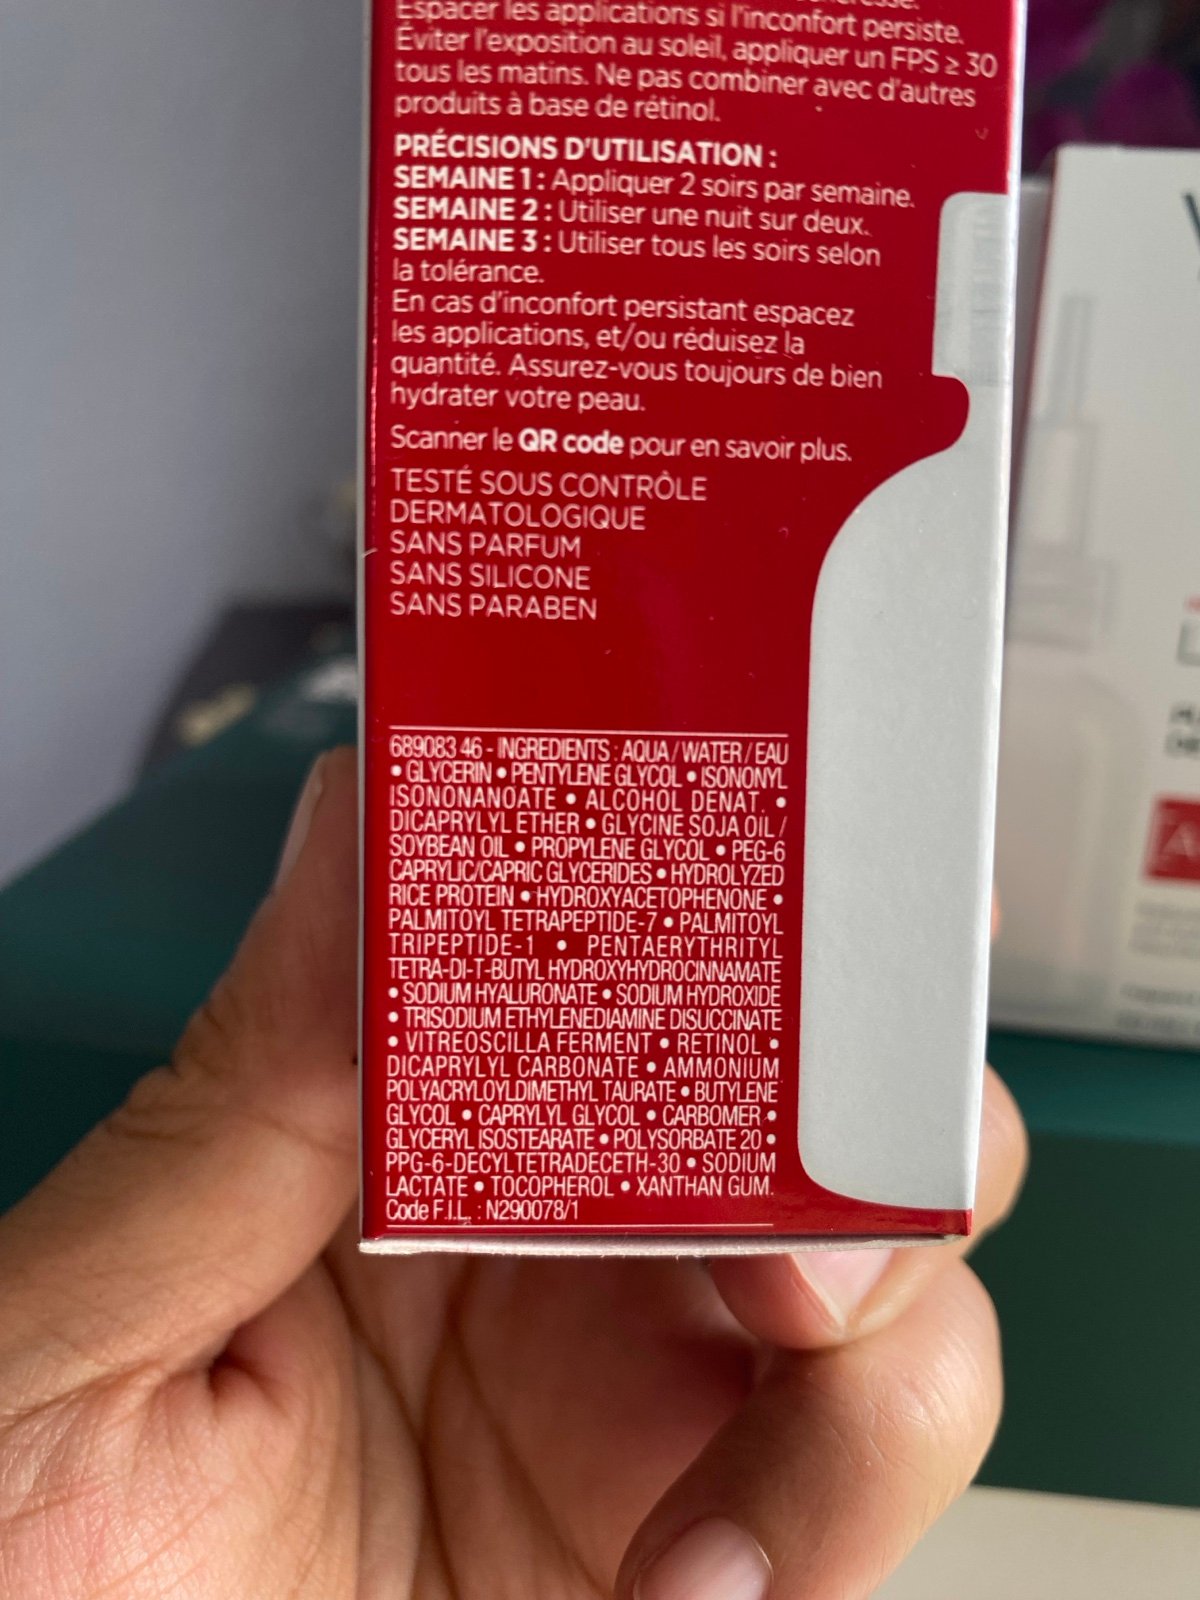 Espacer les applications si l'inconfort persiste.
Éviter l'exposition au soleil, appliquer un FPS ≥ 30
tous les matins. Ne pas combiner avec d'autres
produits à base de rétinol.
PRÉCISIONS D'UTILISATION :
SEMAINE 1 : Appliquer 2 soirs par semaine.
SEMAINE 2 : Utiliser une nuit sur deux.
SEMAINE 3 : Utiliser tous les soirs selon
la tolérance.
En cas d'inconfort persistant espacez
les applications, et/ou réduisez la
quantité. Assurez-vous toujours de bien
hydrater votre peau.
Scanner le QR code pour en savoir plus.
TESTÉ SOUS CONTRÔLE
DERMATOLOGIQUE
SANS PARFUM
SANS SILICONE
SANS PARABEN
689083 46 - INGREDIENTS : AQUA / WATER / EAU
• GLYCERIN • PENTYLENE GLYCOL • ISONONYL
ISONONANOATE • ALCOHOL DENAT. •
DICAPRYLYL ETHER • GLYCINE SOJA OIL /
SOYBEAN OIL • PROPYLENE GLYCOL • PEG-6
CAPRYLIC/CAPRIC GLYCERIDES • HYDROLYZED
RICE PROTEIN • HYDROXYACETOPHENONE •
PALMITOYL TETRAPEPTIDE-7 • PALMITOYL
TRIPEPTIDE-1 • PENTAERYTHRITYL
TETRA-DI-T-BUTYL HYDROXYHYDROCINNAMATE
• SODIUM HYALURONATE • SODIUM HYDROXIDE
• TRISODIUM ETHYLENEDIAMINE DISUCCINATE
• VITREOSCILLA FERMENT • RETINOL •
DICAPRYLYL CARBONATE • AMMONIUM
POLYACRYLOYLDIMETHYL TAURATE • BUTYLENE
GLYCOL • CAPRYLYL GLYCOL • CARBOMER •
GLYCERYL ISOSTEARATE • POLYSORBATE 20 •
PPG-6-DECYLTETRADECETH-30 • SODIUM
LACTATE • TOCOPHEROL • XANTHAN GUM.
Code F.I.L. : N290078/1